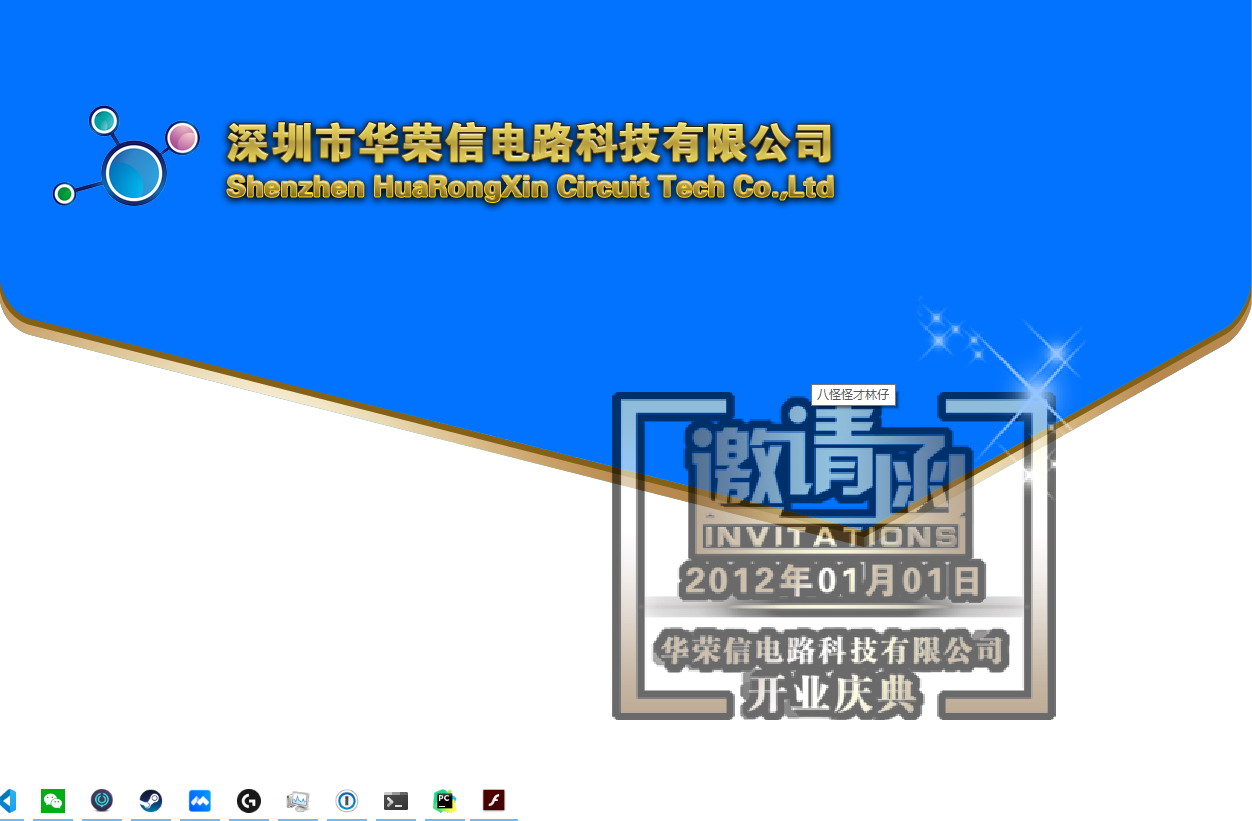 深圳市华荣信电路科技有限公司
Shenzhen HuaRongXin Circuit Tech Co.,Ltd
八怪怪才林仔
邀请函
INVITATIONS
2012年01月01日
华荣信电路科技有限公司
开业庆典
PC